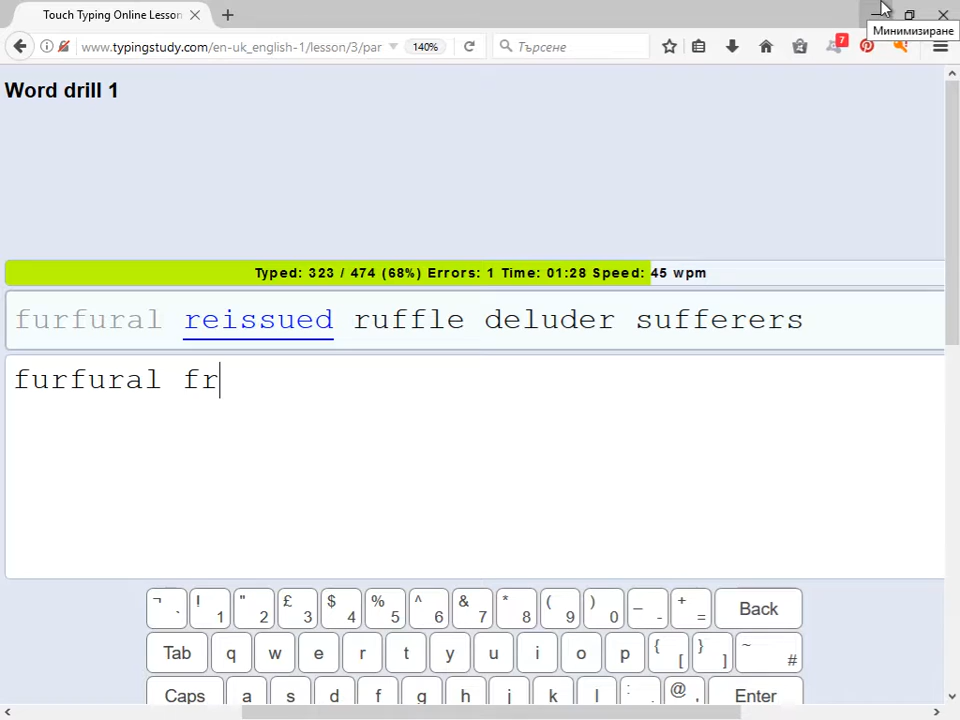 Touch Typing Online Lesson
www.typingstudy.com/en-uk_english-1/lesson/3/par 140% Търсене 7
Минимизиране
Word drill 1
Typed: 323 / 474 (68%) Errors: 1 Time: 01:28 Speed: 45 wpm
furfural reissued ruffle deluder sufferers
furfural fr
¬ ` ! 1 " 2 £ 3 $ 4 % 5 ^ 6 & 7 * 8 ( 9 ) 0 _ - + = Back
Tab q w e r t y u i o p { [ } ] ~ #
Caps a s d f g h j k l : @ , Enter